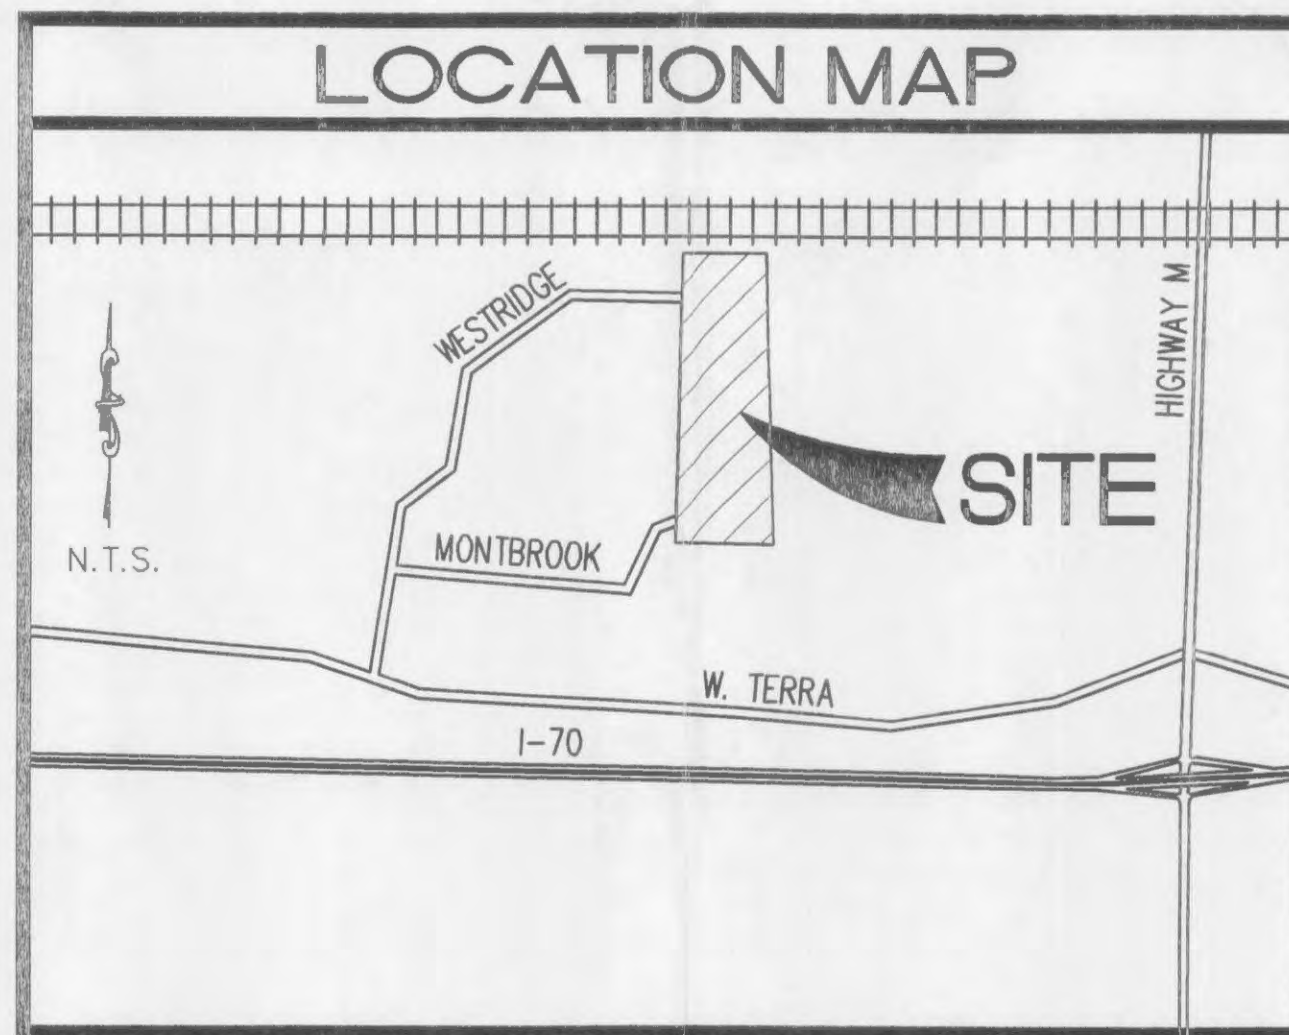 LOCATION MAP
WESTRIDGE
HIGHWAY M
SITE
MONTBROOK
N.T.S.
W. TERRA
I-70